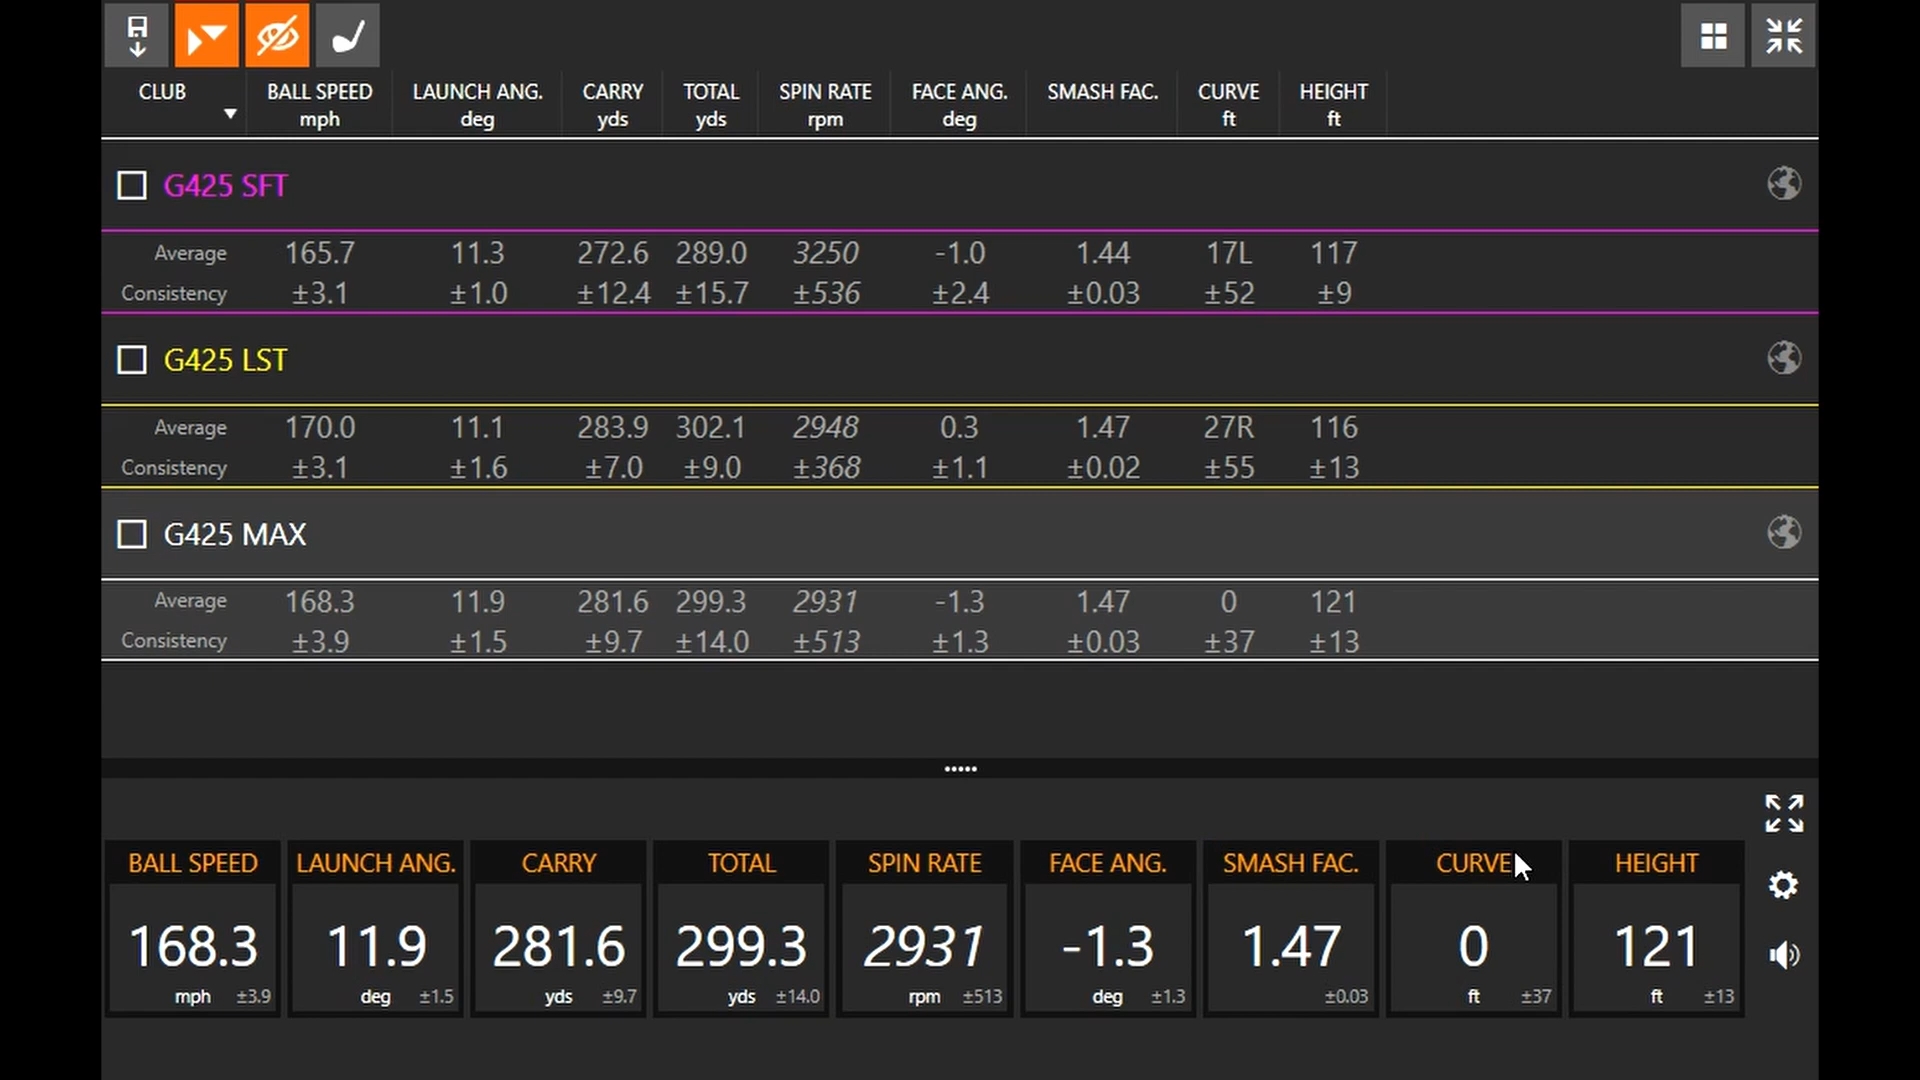 CLUB BALL SPEED LAUNCH ANG. CARRY TOTAL SPIN RATE FACE ANG. SMASH FAC. CURVE HEIGHT
mph deg yds yds rpm deg ft ft
G425 SFT
Average 165.7 11.3 272.6 289.0 3250 -1.0 1.44 17L 117
Consistency ±3.1 ±1.0 ±12.4 ±15.7 ±536 ±2.4 ±0.03 ±52 ±9
G425 LST
Average 170.0 11.1 283.9 302.1 2948 0.3 1.47 27R 116
Consistency ±3.1 ±1.6 ±7.0 ±9.0 ±368 ±1.1 ±0.02 ±55 ±13
G425 MAX
Average 168.3 11.9 281.6 299.3 2931 -1.3 1.47 0 121
Consistency ±3.9 ±1.5 ±9.7 ±14.0 ±513 ±1.3 ±0.03 ±37 ±13
BALL SPEED LAUNCH ANG. CARRY TOTAL SPIN RATE FACE ANG. SMASH FAC. CURVE HEIGHT
168.3 11.9 281.6 299.3 2931 -1.3 1.47 0 121
mph ±3.9 deg ±1.5 yds ±9.7 yds ±14.0 rpm ±513 deg ±1.3 ±0.03 ft ±37 ft ±13